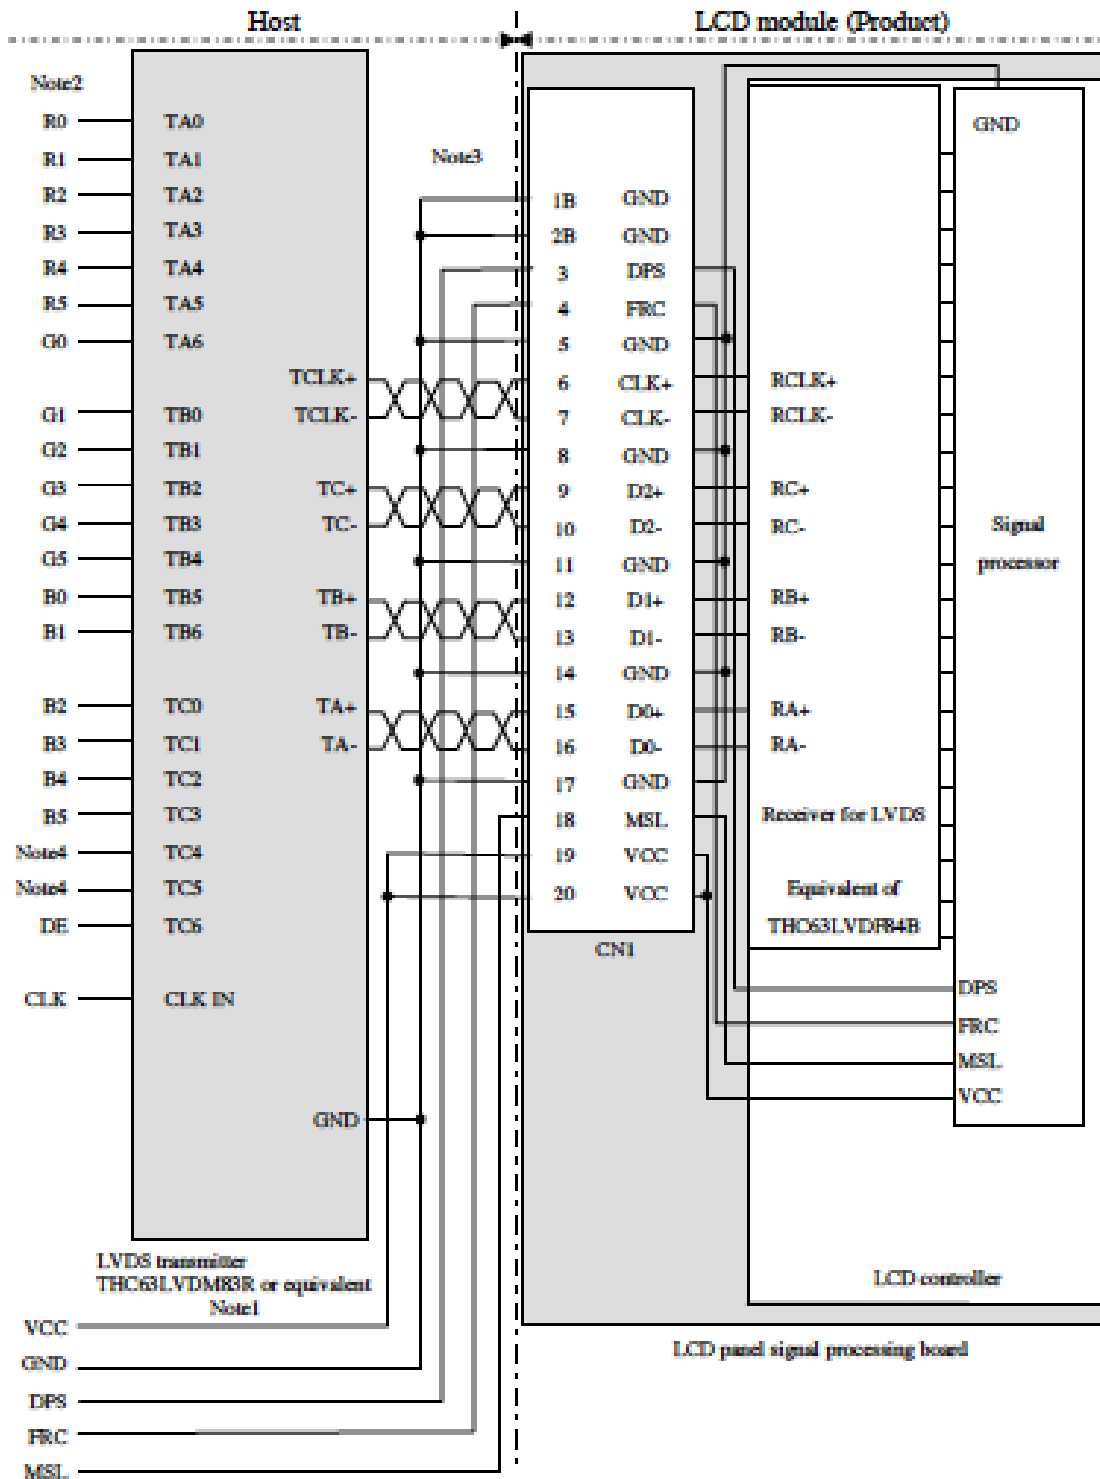 Host LCD module (Product)
Note2
R0 TA0
R1 TA1
R2 TA2
R3 TA3
R4 TA4
R5 TA5
G0 TA6
G1 TB0
G2 TB1
G3 TB2
G4 TB3
G5 TB4
B0 TB5
B1 TB6
B2 TC0
B3 TC1
B4 TC2
B5 TC3
Note4 TC4
Note4 TC5
DE TC6
CLK CLK IN
TCLK+
TCLK-
TC+
TC-
TB+
TB-
TA+
TA-
GND
LVDS transmitter
THC63LVDM83R or equivalent
Note1
VCC
GND
DPS
FRC
MSL
Note3
1B GND
2B GND
3 DPS
4 FRC
5 GND
6 CLK+
7 CLK-
8 GND
9 D2+
10 D2-
11 GND
12 D1+
13 D1-
14 GND
15 D0+
16 D0-
17 GND
18 MSL
19 VCC
20 VCC
CN1
RCLK+
RCLK-
RC+
RC-
RB+
RB-
RA+
RA-
Receiver for LVDS
Equivalent of
THC63LVDF84B
GND
Signal
processor
DPS
FRC
MSL
VCC
LCD controller
LCD panel signal processing board